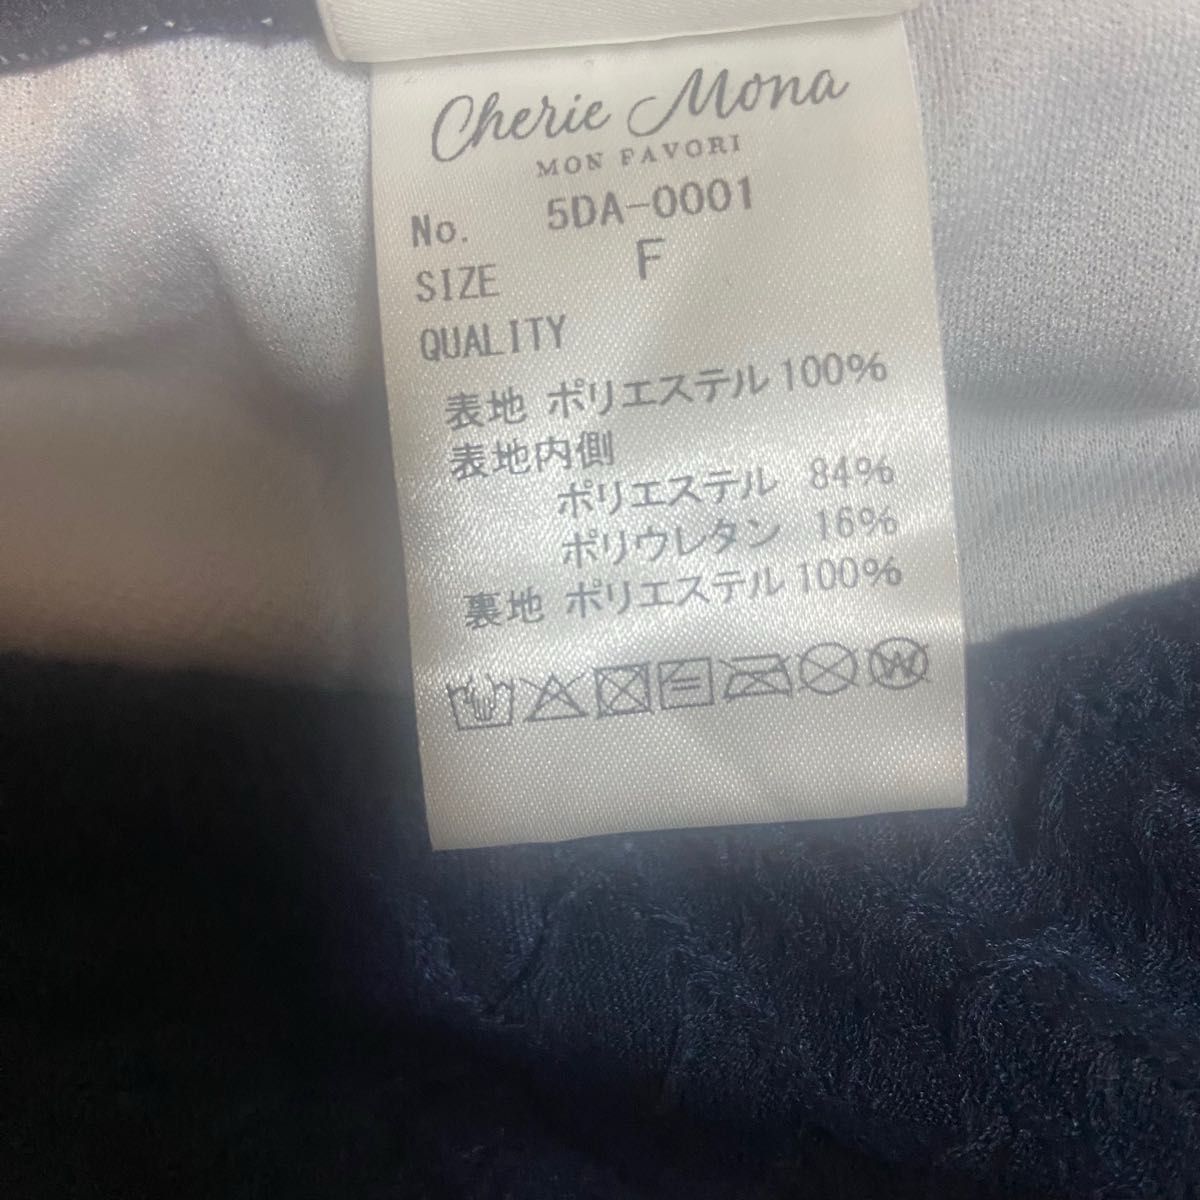 Cherie Mona
MON FAVORI
No. 5DA-0001
SIZE F
QUALITY
表地 ポリエステル 100%
表地内側
ポリエステル 84%
ポリウレタン 16%
裏地 ポリエステル 100%
W